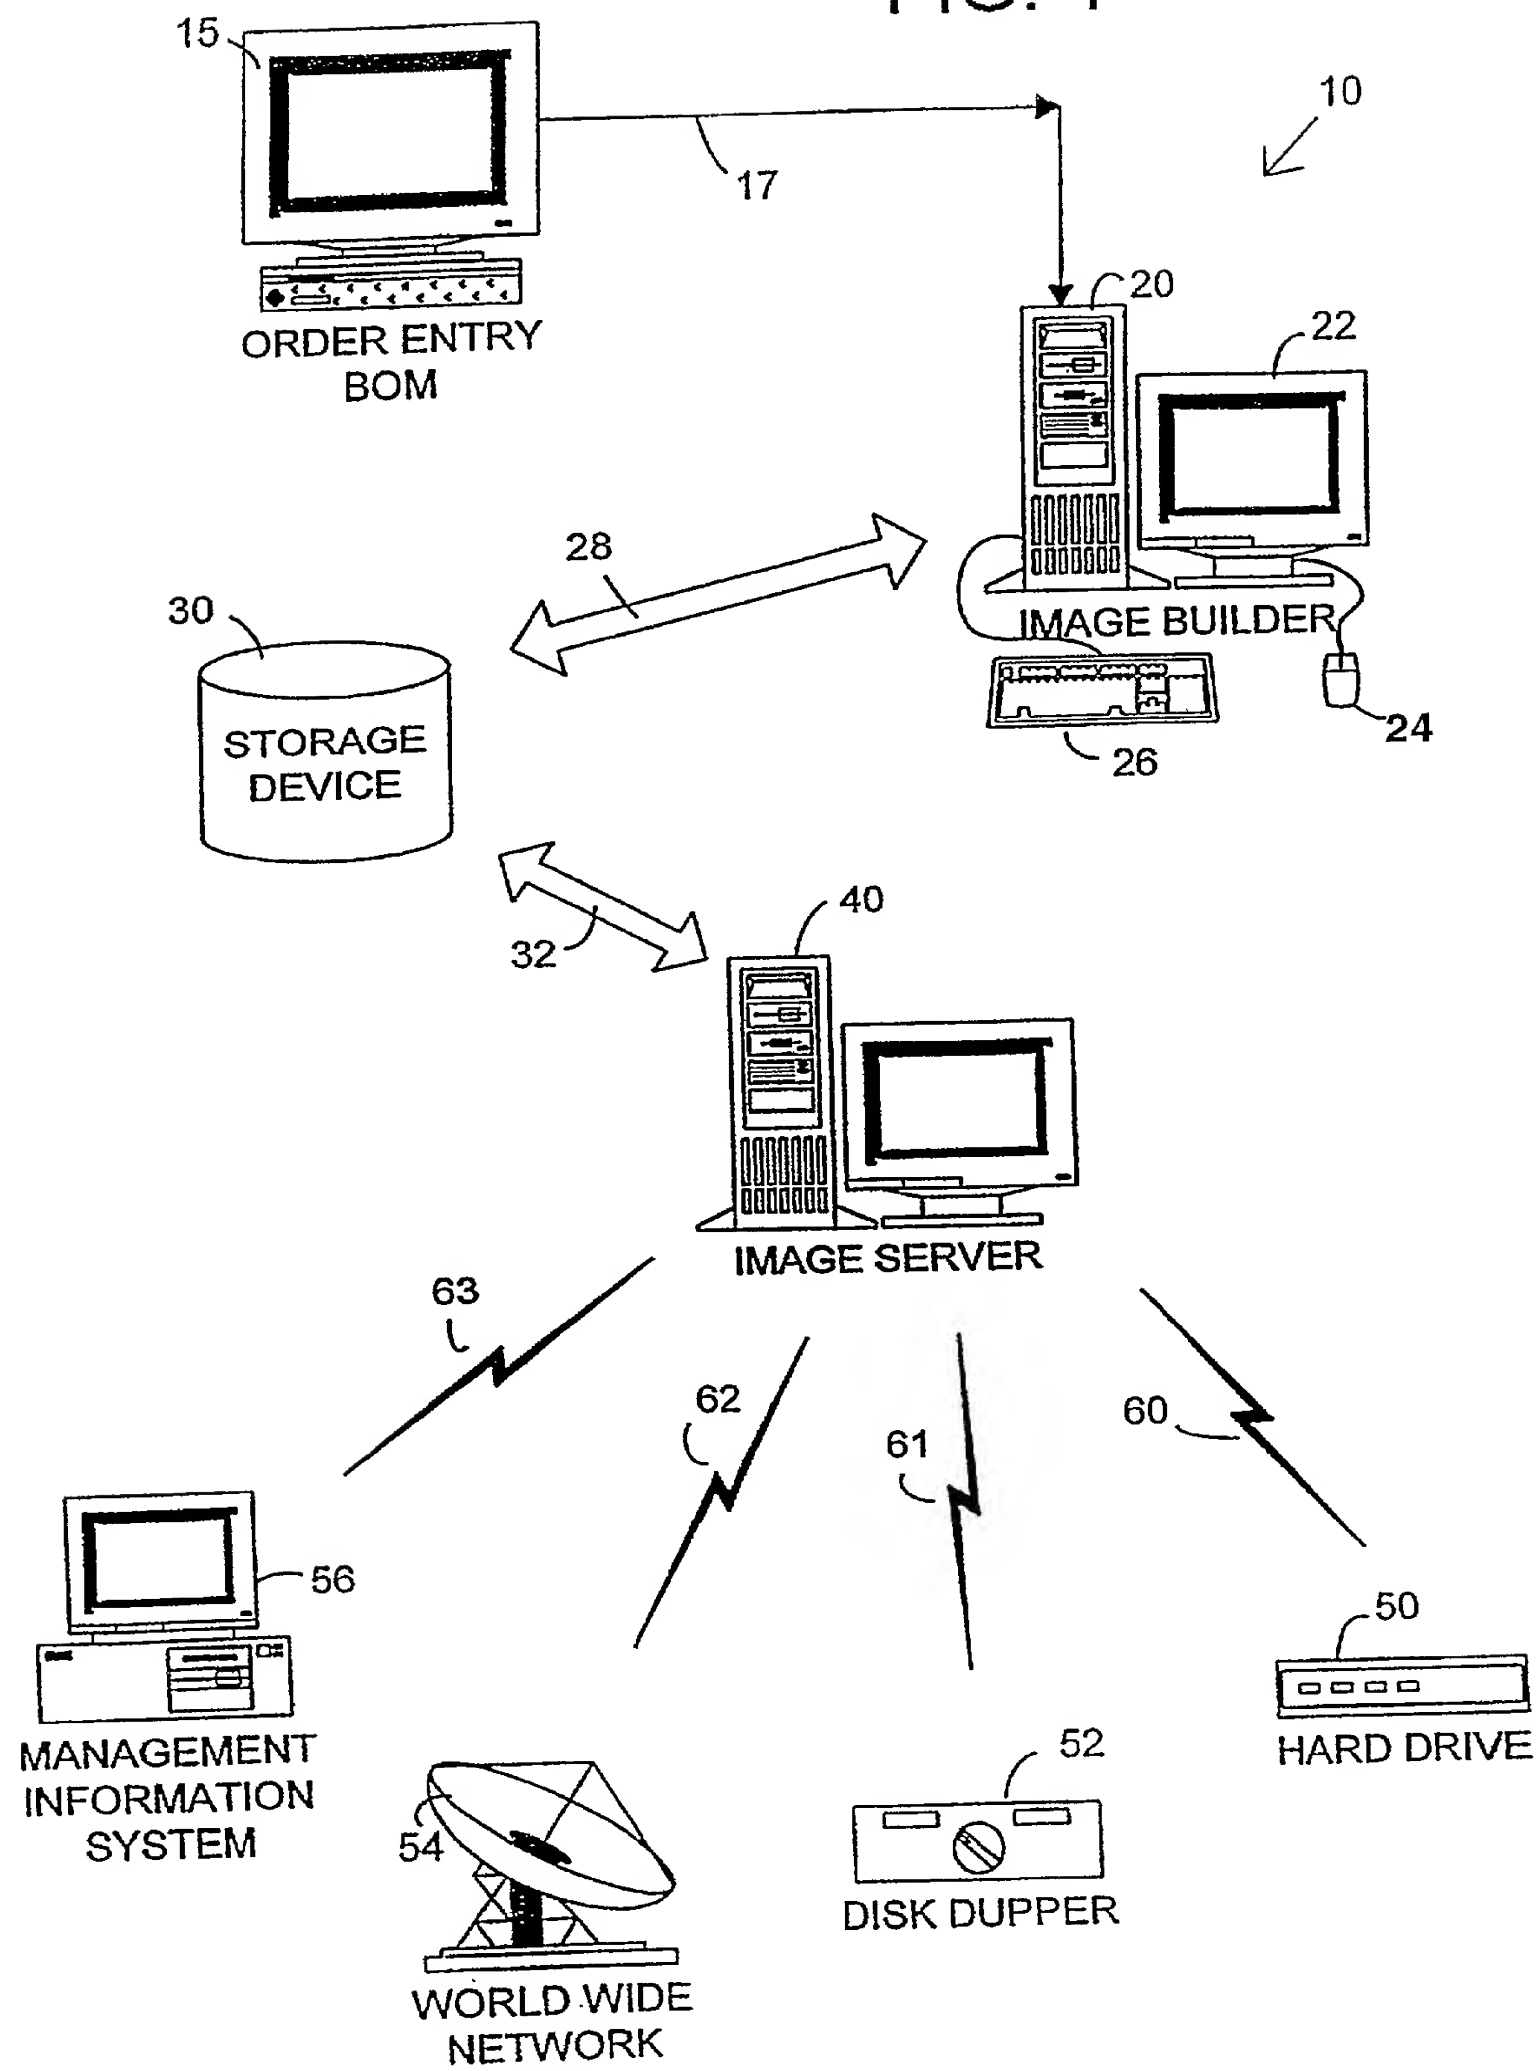 FIG. 1
15
10
17
ORDER ENTRY
BOM
20
22
28
IMAGE BUILDER
30
24
26
STORAGE
DEVICE
40
32
IMAGE SERVER
63
62
61
60
56
50
MANAGEMENT
INFORMATION
SYSTEM
HARD DRIVE
52
54
DISK DUPPER
WORLD WIDE
NETWORK